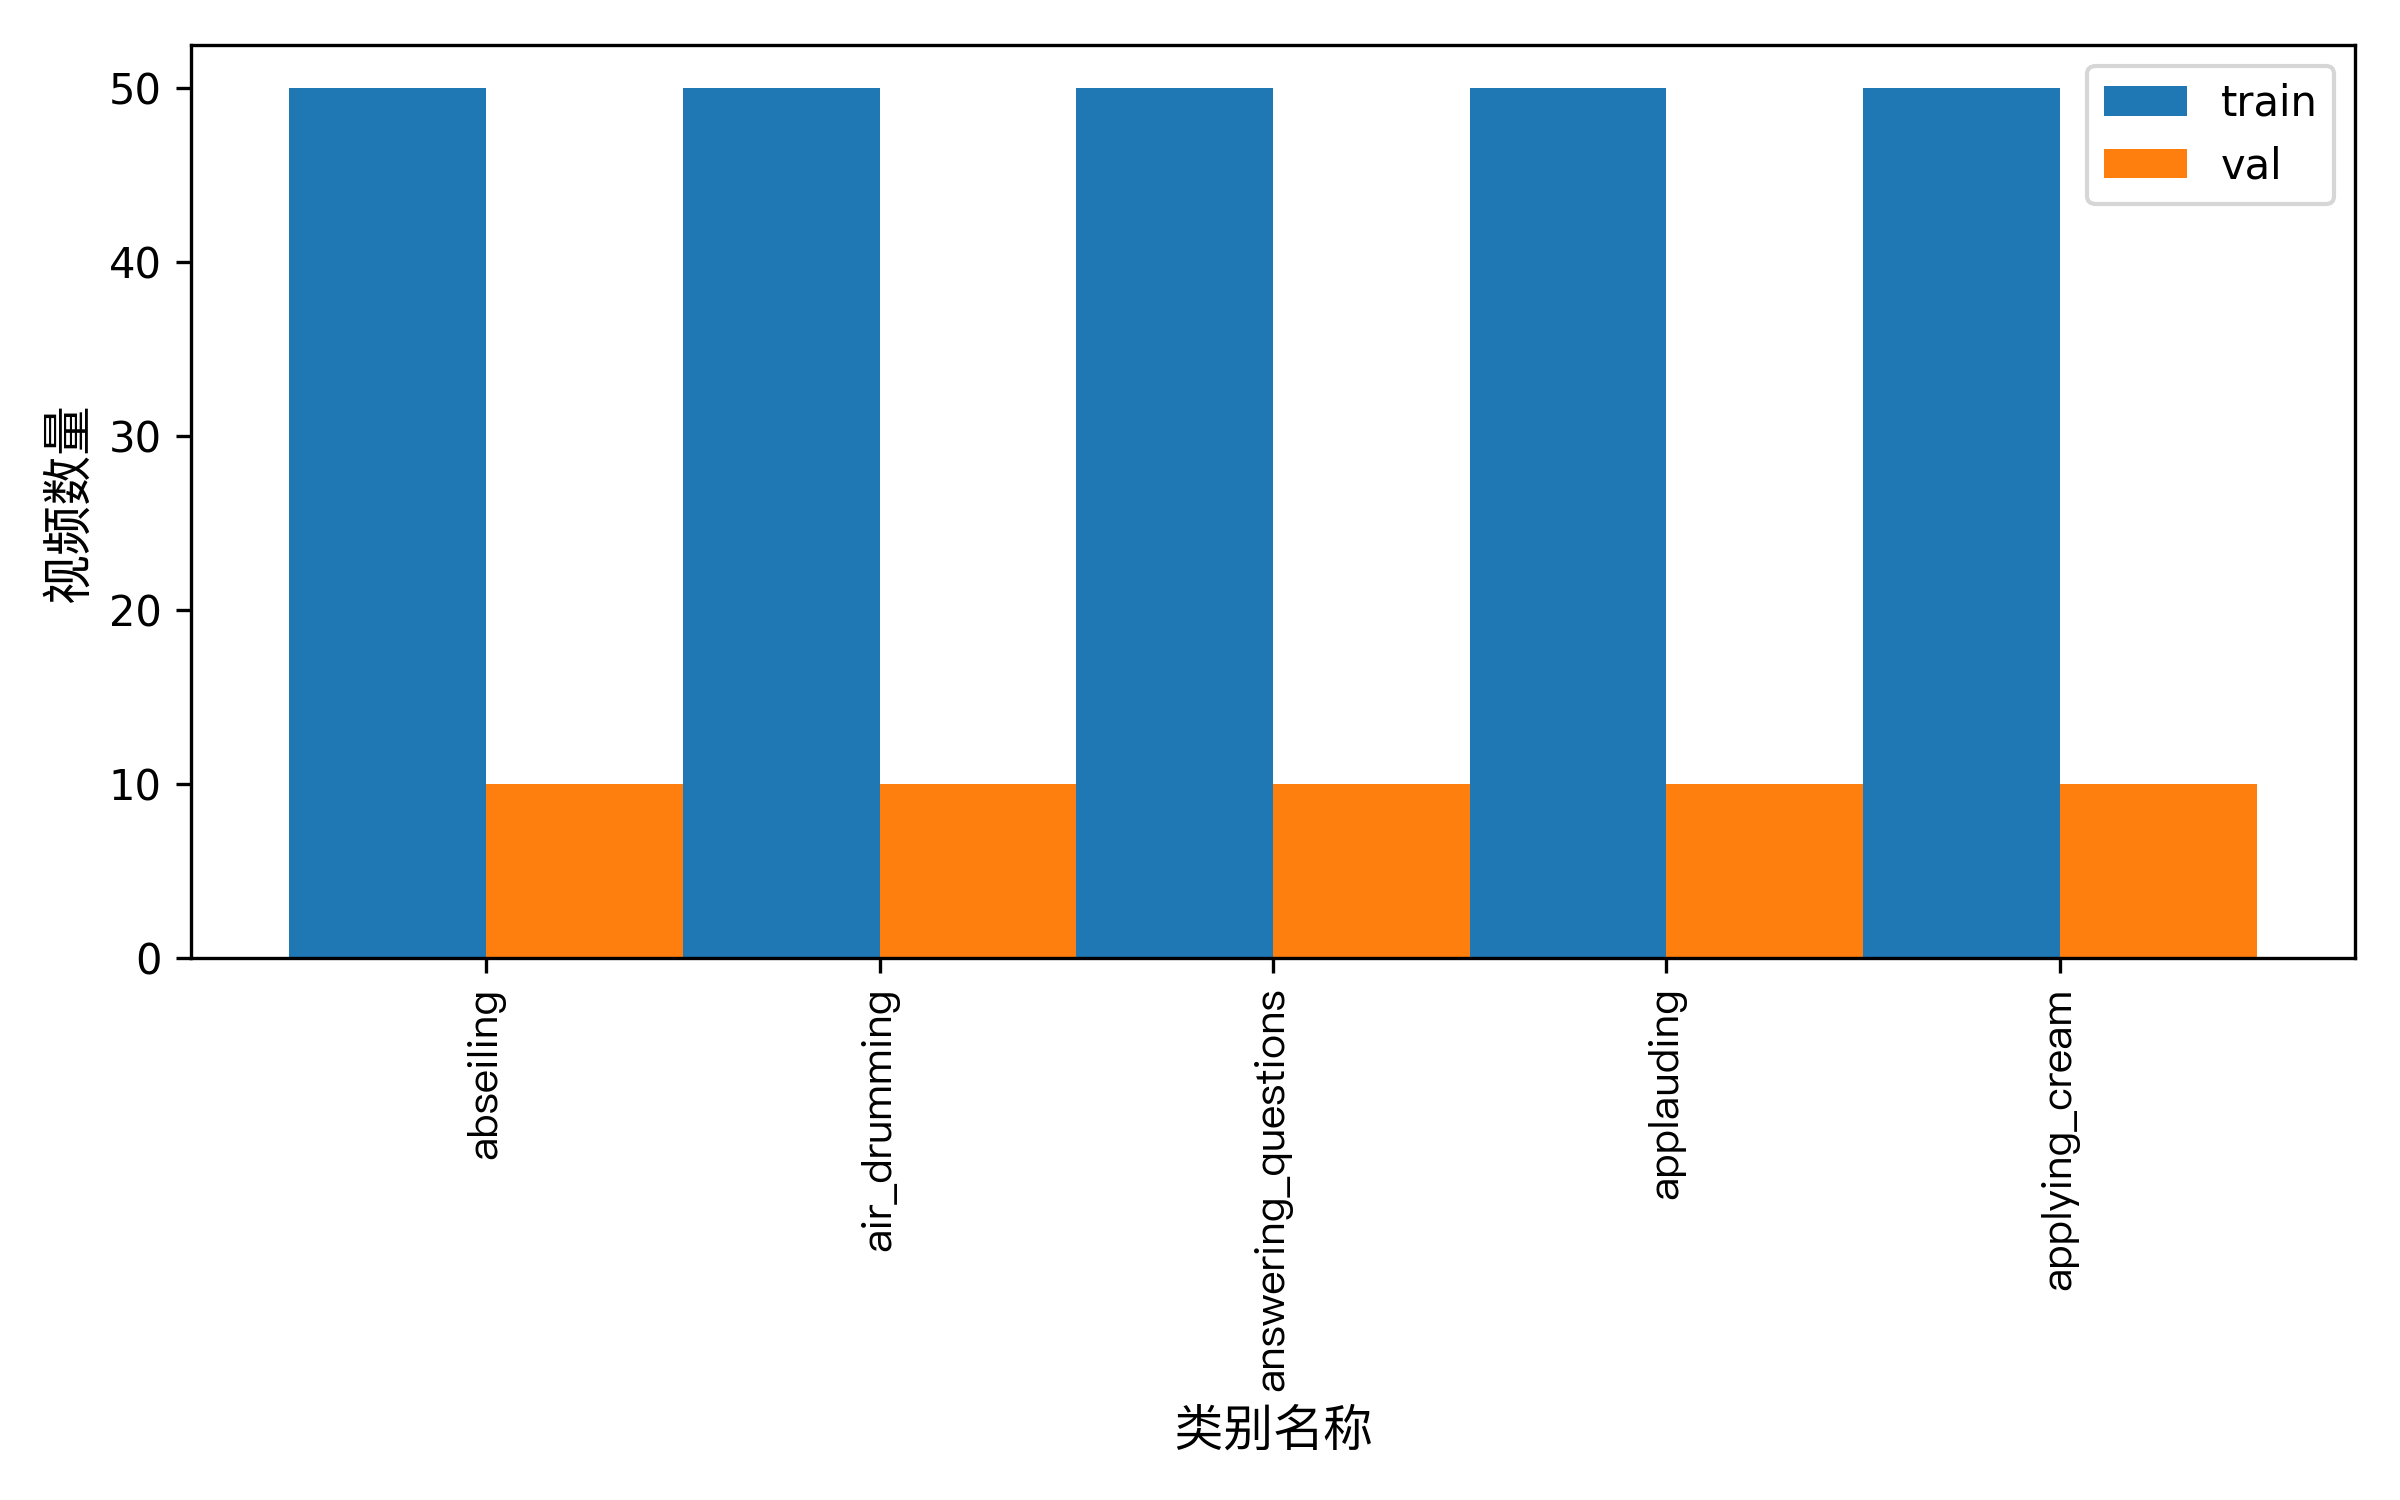 视频数量
50
40
30
20
10
0
train
val
abseiling
air_drumming
answering_questions
applauding
applying_cream
类别名称